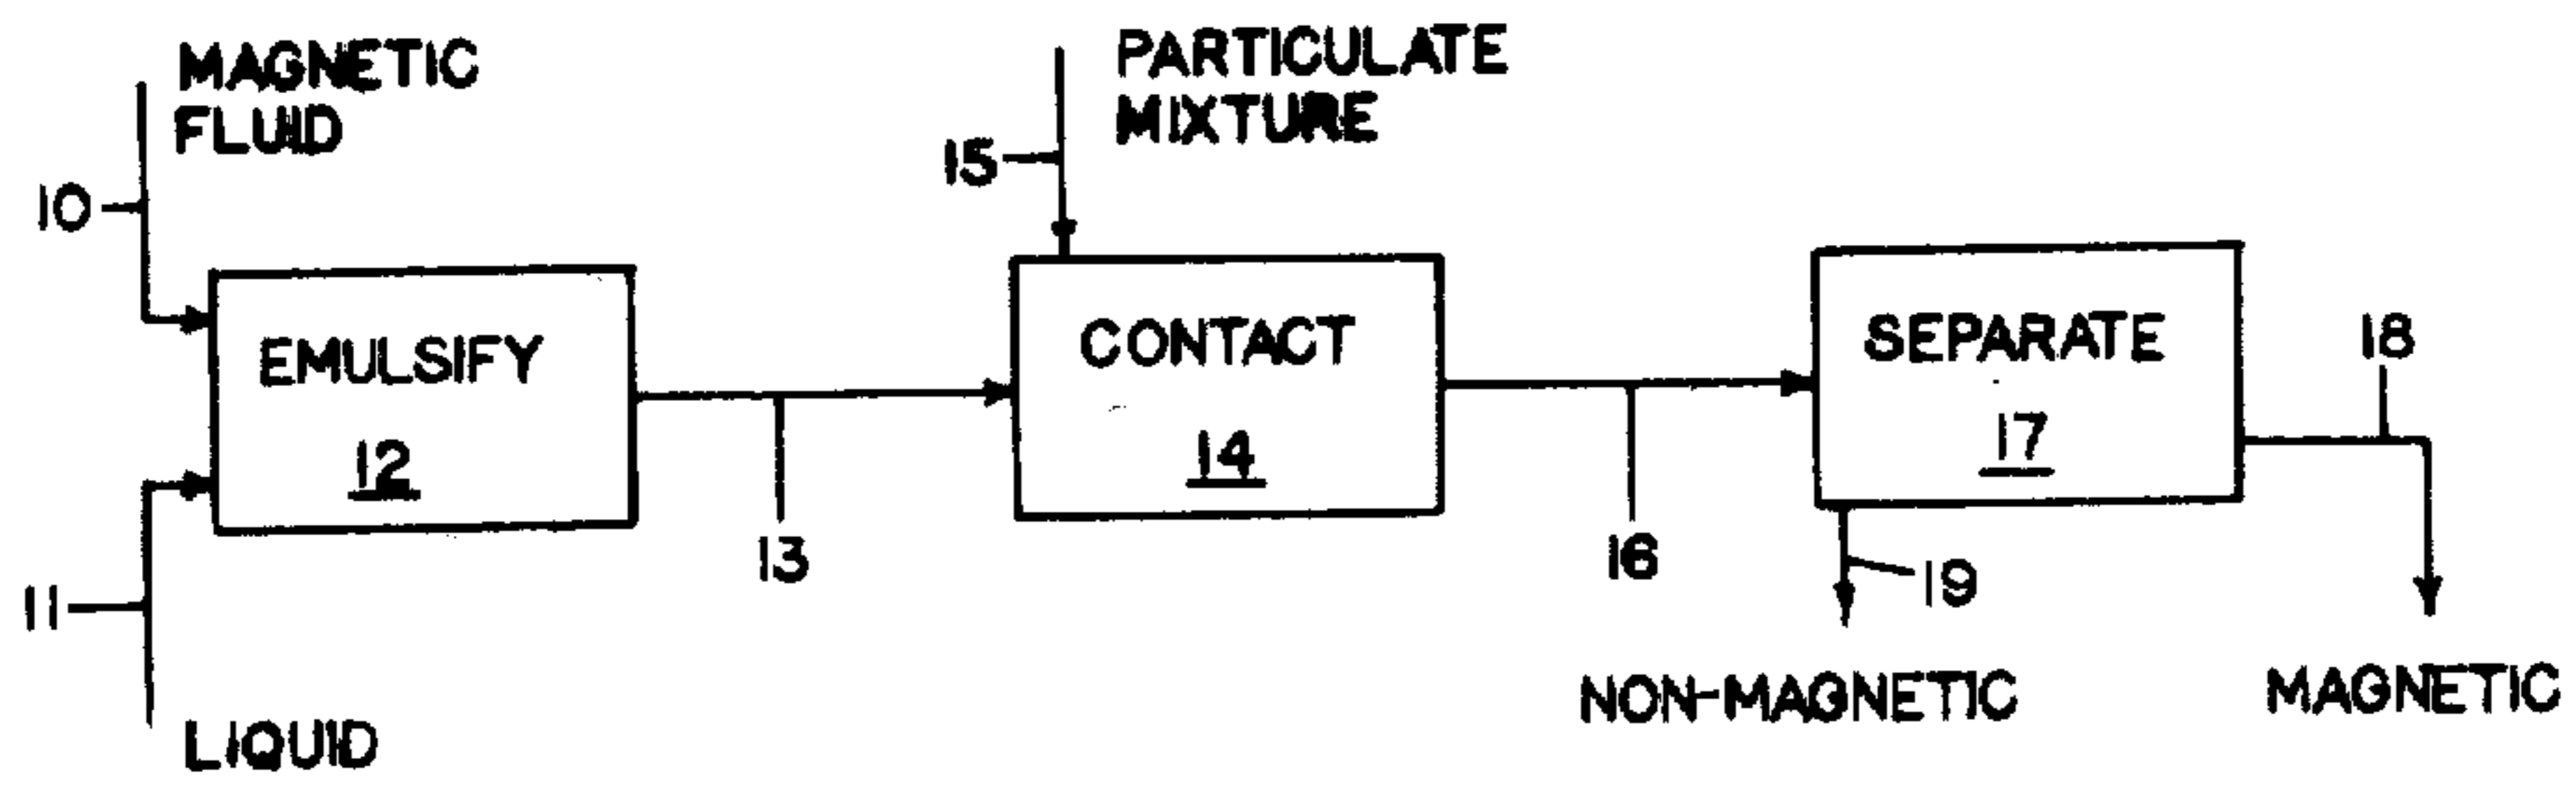 MAGNETIC
FLUID
10
PARTICULATE
MIXTURE
15
EMULSIFY
12
11
LIQUID
13
CONTACT
14
16
SEPARATE
17
18
19
NON-MAGNETIC
MAGNETIC